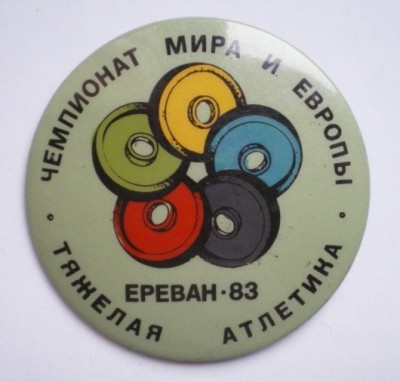 ЧЕМПИОНАТ МИРА И ЕВРОПЫ
ЕРЕВАН·83
· ТЯЖЕЛАЯ АТЛЕТИКА ·